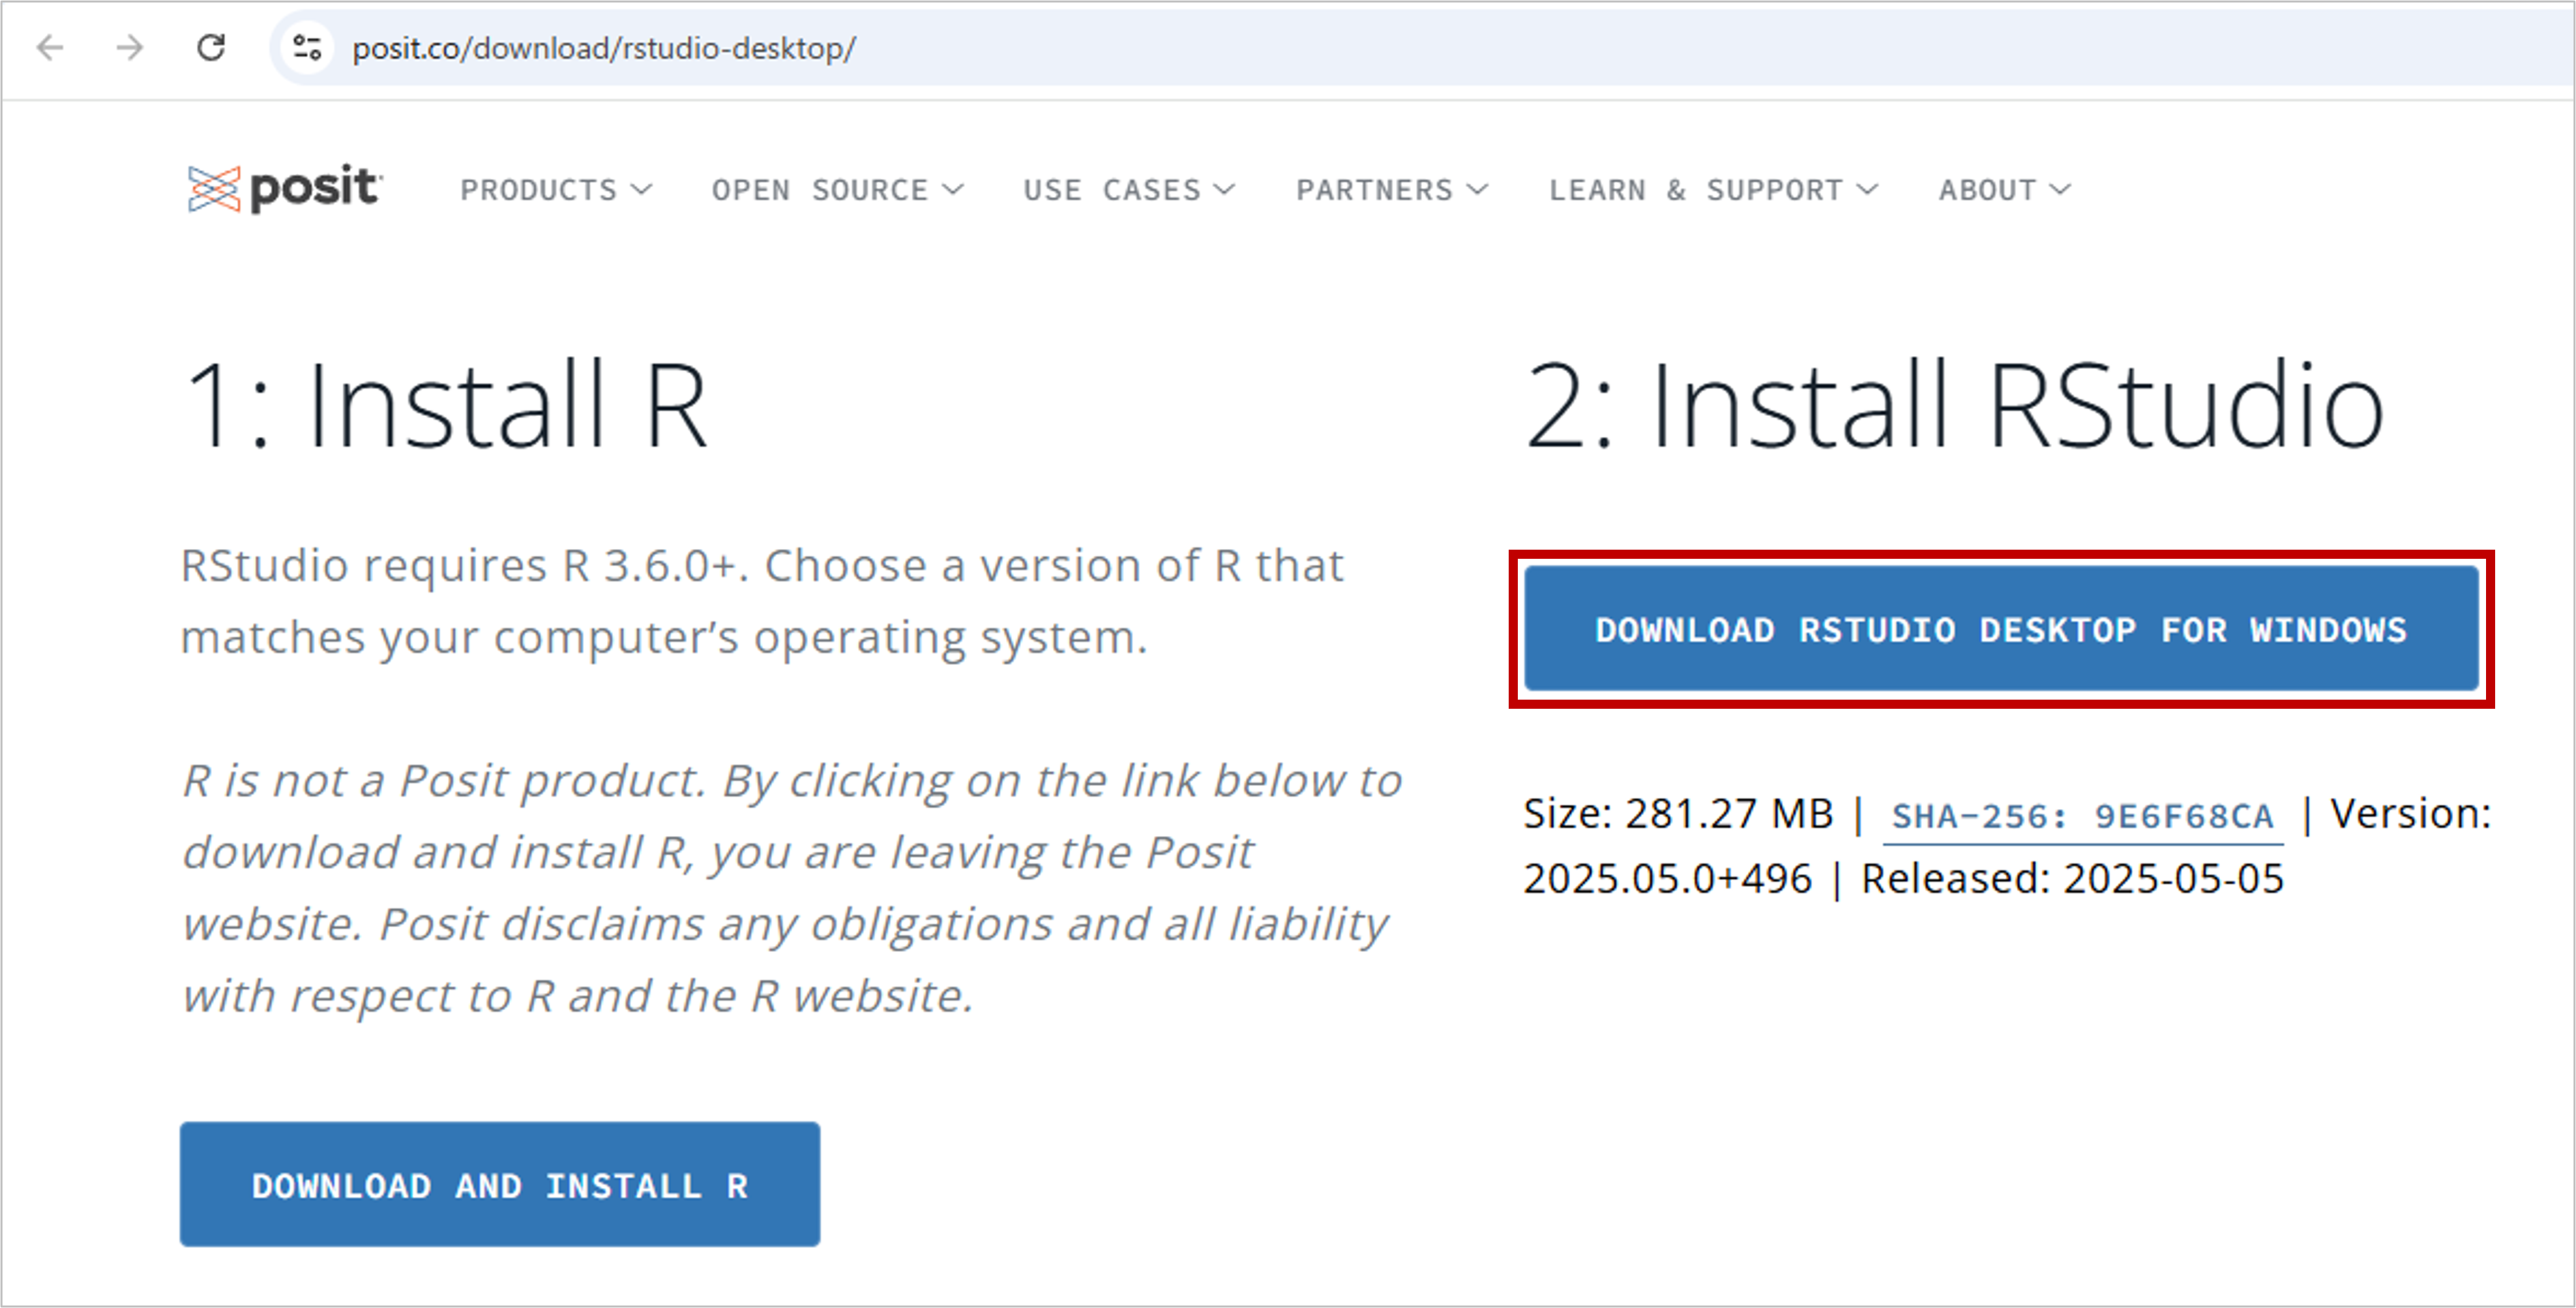 posit.co/download/rstudio-desktop/
posit
PRODUCTS OPEN SOURCE USE CASES PARTNERS LEARN & SUPPORT ABOUT
1: Install R
RStudio requires R 3.6.0+. Choose a version of R that
matches your computer’s operating system.
R is not a Posit product. By clicking on the link below to
download and install R, you are leaving the Posit
website. Posit disclaims any obligations and all liability
with respect to R and the R website.
DOWNLOAD AND INSTALL R
2: Install RStudio
DOWNLOAD RSTUDIO DESKTOP FOR WINDOWS
Size: 281.27 MB | SHA-256: 9E6F68CA | Version:
2025.05.0+496 | Released: 2025-05-05